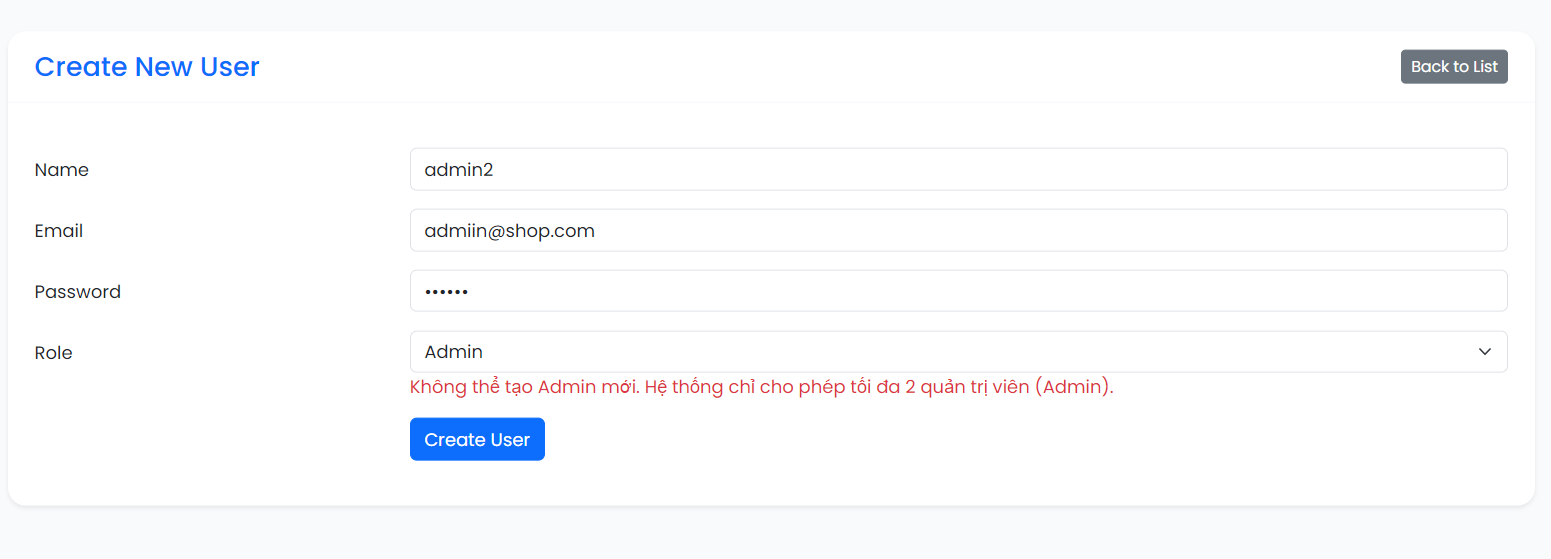 Create New User
Back to List
Name
admin2
Email
admiin@shop.com
Password
••••••
Role
Admin
Không thể tạo Admin mới. Hệ thống chỉ cho phép tối đa 2 quản trị viên (Admin).
Create User